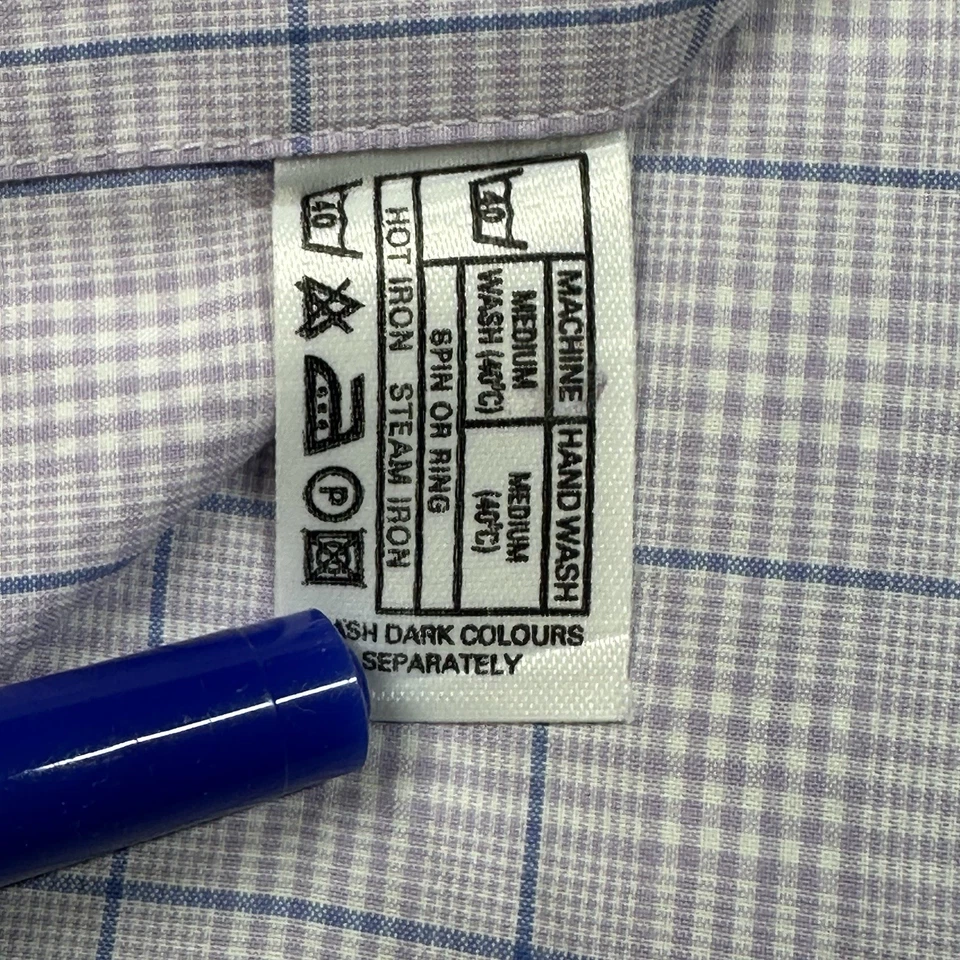 40
MACHINE HAND WASH
MEDIUM
WASH (40°C)
MEDIUM
(40°C)
SPIN OR RING
HOT IRON STEAM IRON
40
P
ASH DARK COLOURS
SEPARATELY